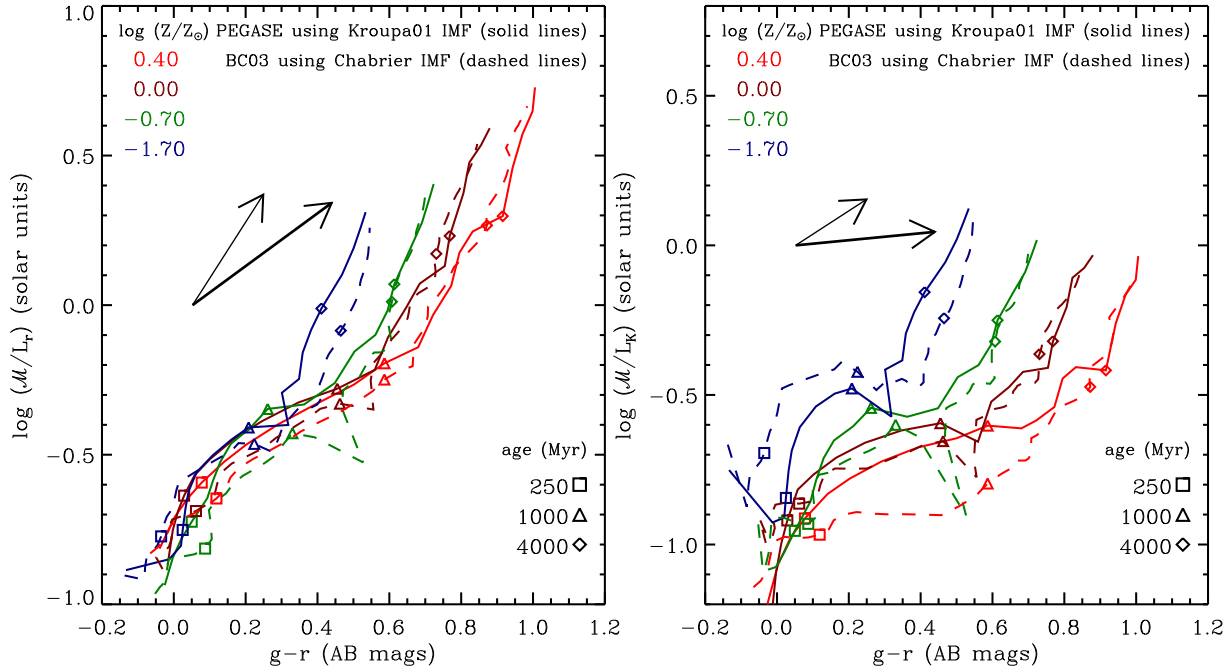 log (Z/Z⊙) PEGASE using Kroupa01 IMF (solid lines)
0.40 BC03 using Chabrier IMF (dashed lines)
0.00
−0.70
−1.70
age (Myr)
250
1000
4000
1.0
0.5
0.0
−0.5
−1.0
log (ℳ/Lr) (solar units)
−0.2 0.0 0.2 0.4 0.6 0.8 1.0 1.2
g−r (AB mags)
log (Z/Z⊙) PEGASE using Kroupa01 IMF (solid lines)
0.40 BC03 using Chabrier IMF (dashed lines)
0.00
−0.70
−1.70
age (Myr)
250
1000
4000
0.5
0.0
−0.5
−1.0
log (ℳ/LK) (solar units)
−0.2 0.0 0.2 0.4 0.6 0.8 1.0 1.2
g−r (AB mags)